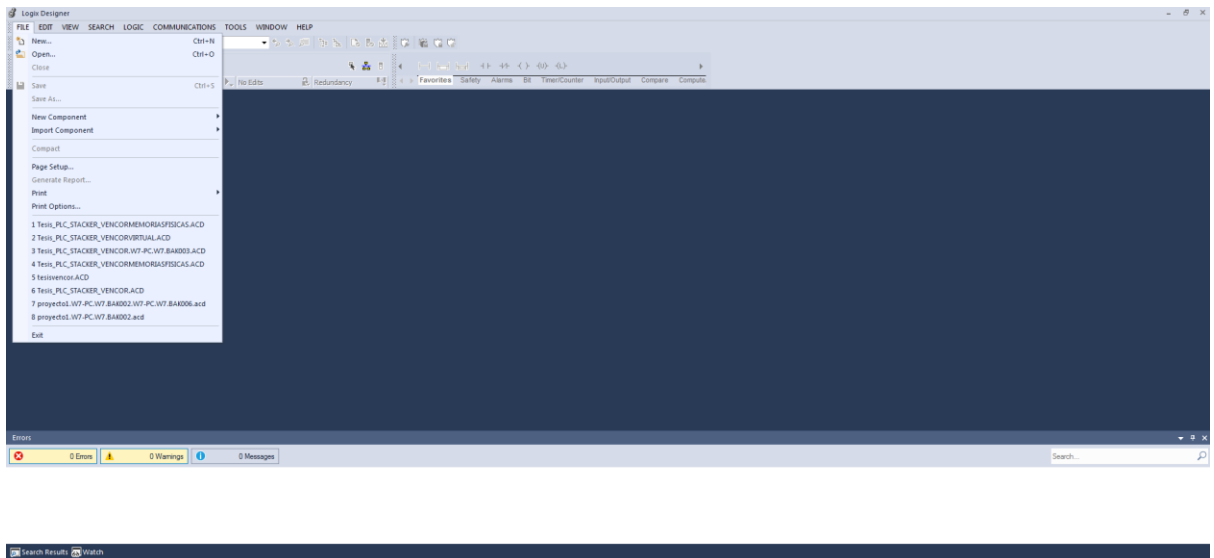 Logix Designer
FILE EDIT VIEW SEARCH LOGIC COMMUNICATIONS TOOLS WINDOW HELP
New... Ctrl+N
Open... Ctrl+O
Close
Save Ctrl+S
Save As...
New Component
Import Component
Compact
Page Setup...
Generate Report...
Print
Print Options...
1 Tesis_PLC_STACKER_VENCORMEMORIASFISICAS.ACD
2 Tesis_PLC_STACKER_VENCORVIRTUAL.ACD
3 Tesis_PLC_STACKER_VENCOR.W7-PC.W7.BAK003.ACD
4 Tesis_PLC_STACKER_VENCORMEMORIASFISICAS.ACD
5 tesisvencor.ACD
6 Tesis_PLC_STACKER_VENCOR.ACD
7 proyecto1.W7-PC.W7.BAK002.W7-PC.W7.BAK006.acd
8 proyecto1.W7-PC.W7.BAK002.acd
Exit
No Edits Redundancy
Favorites Safety Alarms Bit Timer/Counter Input/Output Compare Compute
Errors
0 Errors 0 Warnings 0 Messages Search...
Search Results Watch